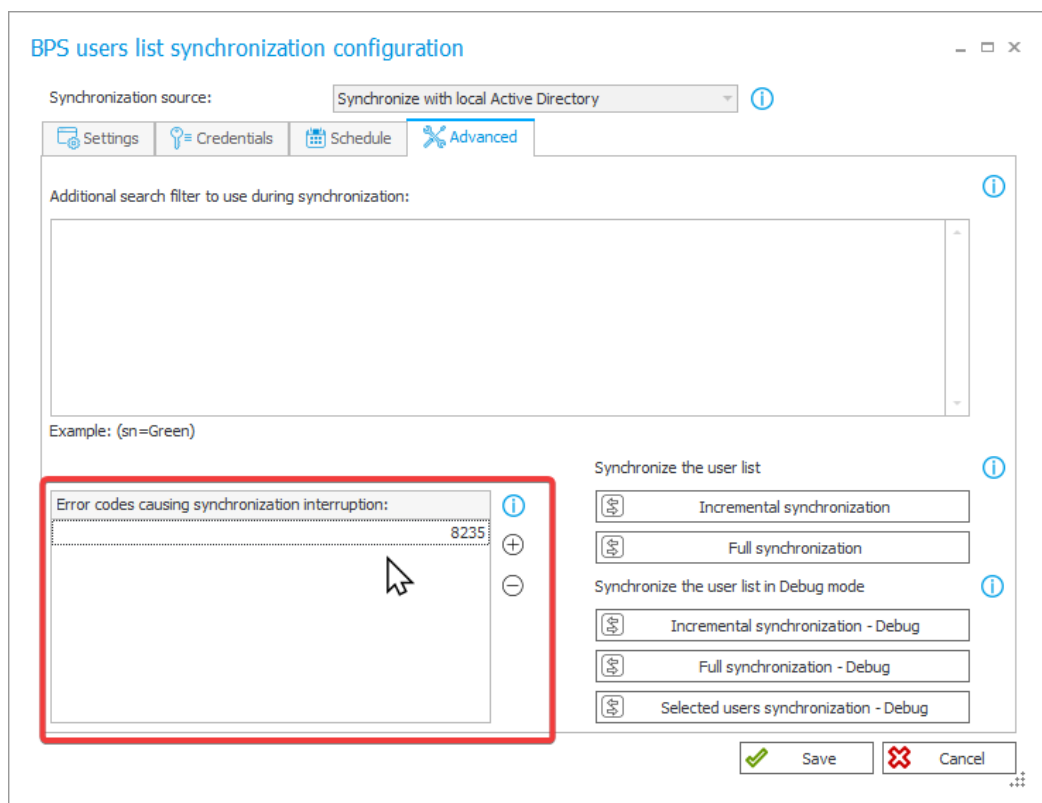 BPS users list synchronization configuration
Synchronization source:
Synchronize with local Active Directory
Settings
Credentials
Schedule
Advanced
Additional search filter to use during synchronization:
Example: (sn=Green)
Error codes causing synchronization interruption:
8235
Synchronize the user list
Incremental synchronization
Full synchronization
Synchronize the user list in Debug mode
Incremental synchronization - Debug
Full synchronization - Debug
Selected users synchronization - Debug
Save
Cancel